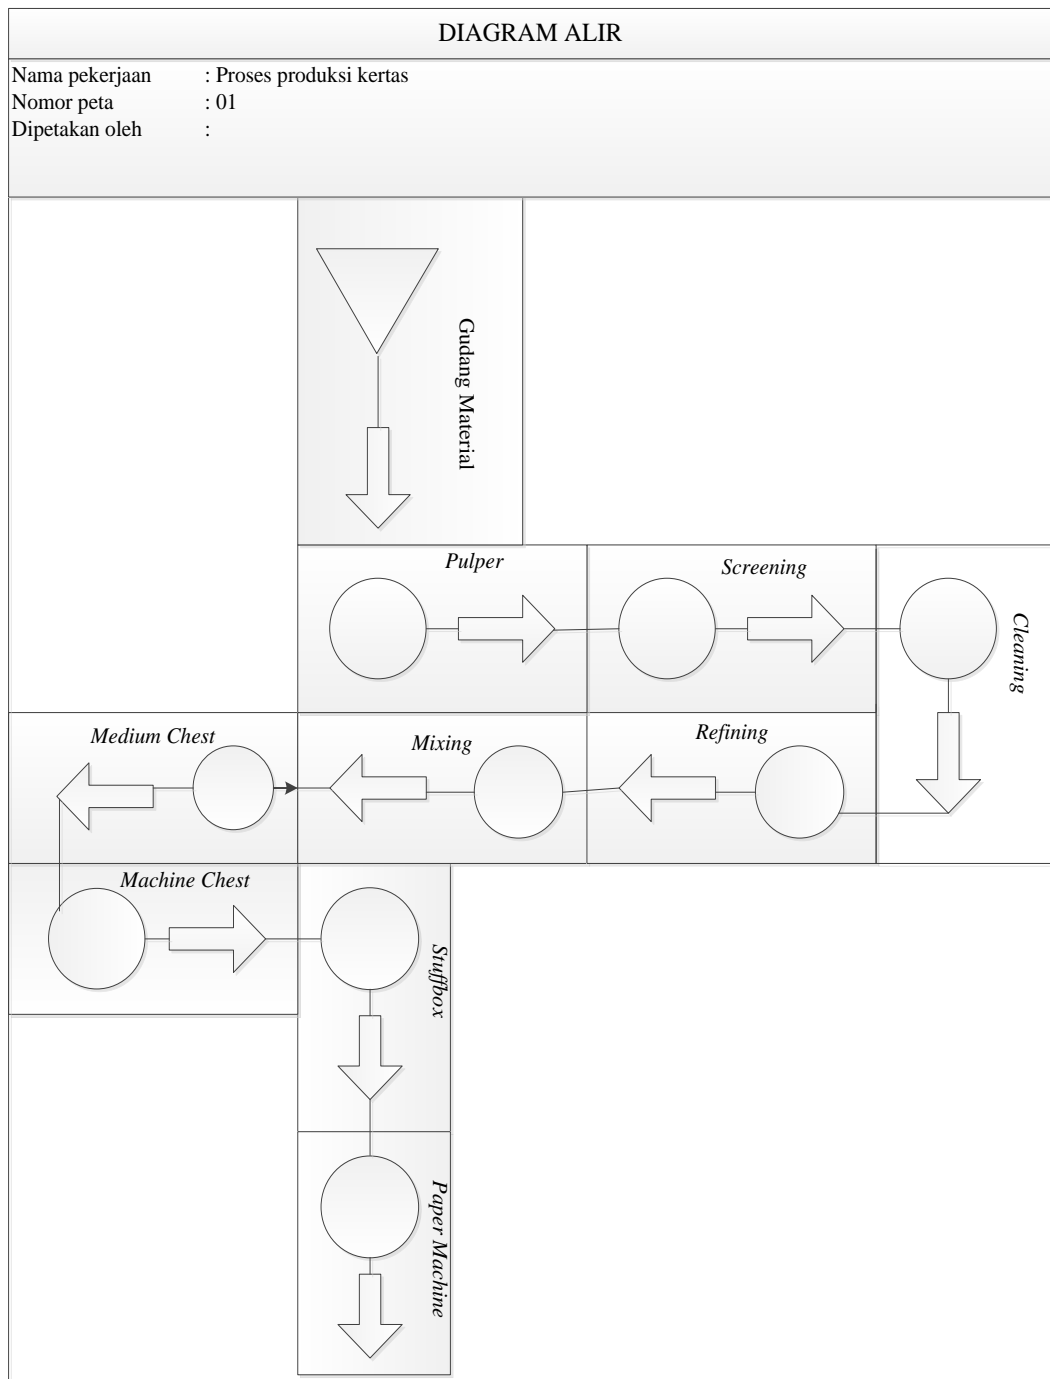 DIAGRAM ALIR
Nama pekerjaan : Proses produksi kertas
Nomor peta : 01
Dipetakan oleh :
Gudang Material
Pulper
Screening
Cleaning
Medium Chest
Mixing
Refining
Machine Chest
Stuffbox
Paper Machine